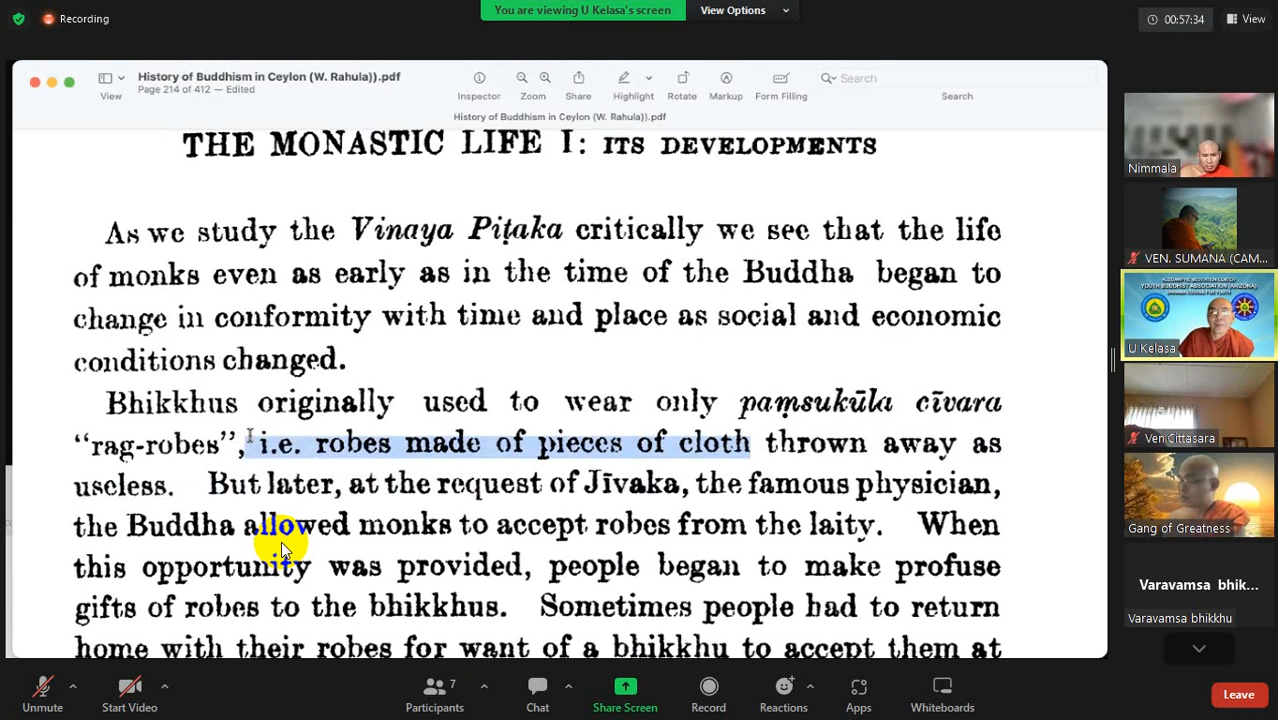 Recording
You are viewing U Kelasa's screen
View Options
00:57:34
View
History of Buddhism in Ceylon (W. Rahula)).pdf
Page 214 of 412 — Edited
View
Inspector
Zoom
Share
Highlight
Rotate
Markup
Form Filling
Search
Search
History of Buddhism in Ceylon (W. Rahula)).pdf
THE MONASTIC LIFE I: ITS DEVELOPMENTS
As we study the Vinaya Piṭaka critically we see that the life
of monks even as early as in the time of the Buddha began to
change in conformity with time and place as social and economic
conditions changed.
Bhikkhus originally used to wear only paṃsukūla cīvara
“rag-robes”, i.e. robes made of pieces of cloth thrown away as
useless. But later, at the request of Jīvaka, the famous physician,
the Buddha allowed monks to accept robes from the laity. When
this opportunity was provided, people began to make profuse
gifts of robes to the bhikkhus. Sometimes people had to return
home with their robes for want of a bhikkhu to accept them at
Nimmala
VEN. SUMANA (CAM...
YOUTH BUDDHIST ASSOCIATION (ARIZONA)
U Kelasa
Ven Cittasara
Gang of Greatness
Varavamsa bhik...
Varavamsa bhikkhu
Unmute
Start Video
7
Participants
Chat
Share Screen
Record
Reactions
Apps
Whiteboards
Leave